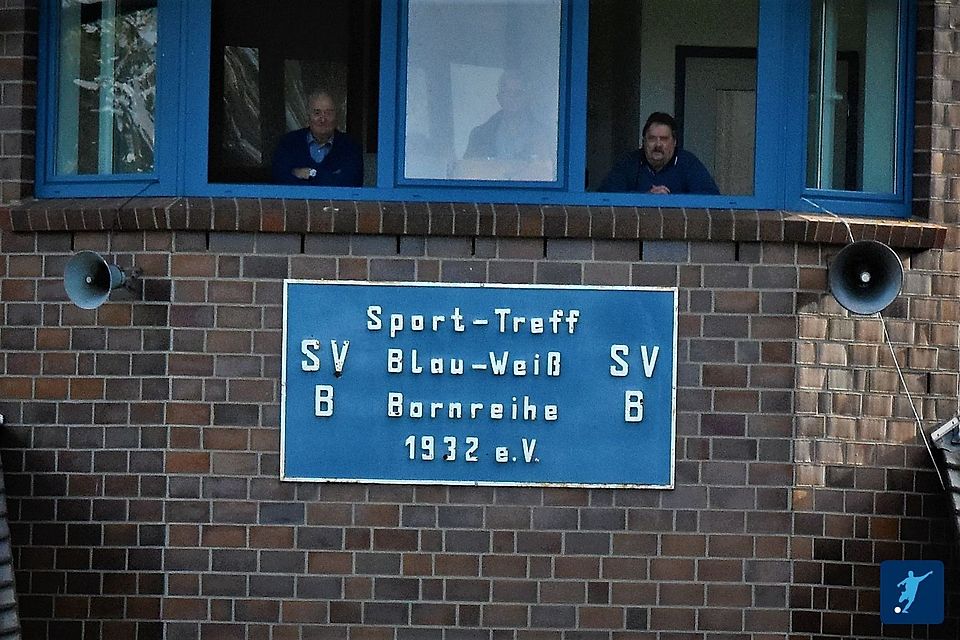 Sport-Treff
SV Blau-Weiß SV
B Bornreihe B
1932 e.V.